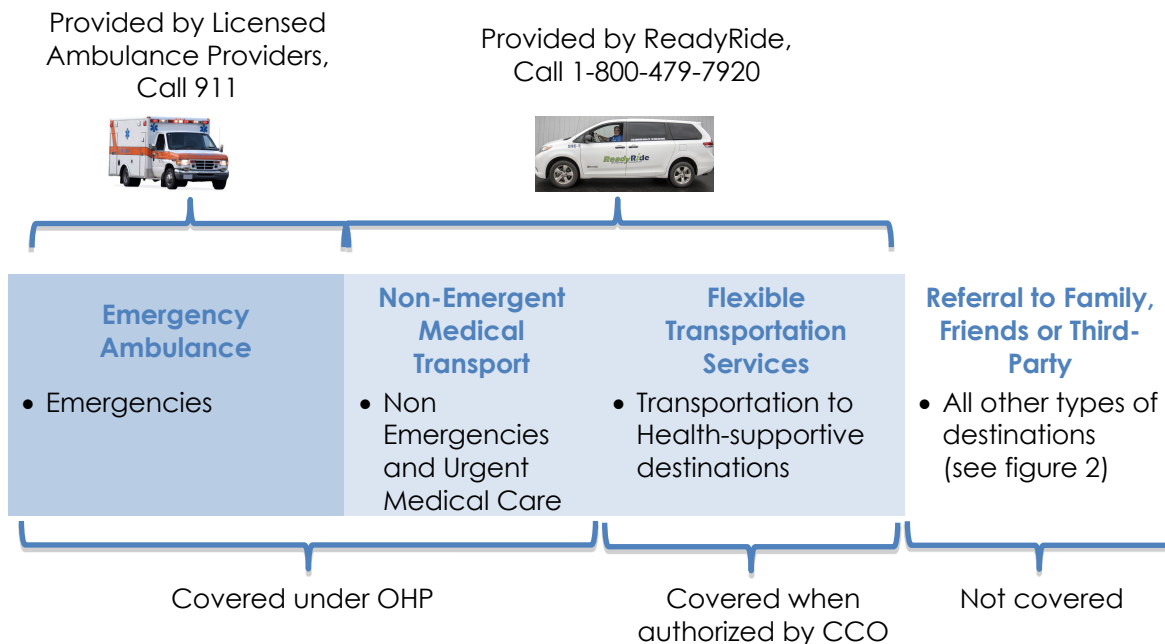 Provided by Licensed
Ambulance Providers,
Call 911
Provided by ReadyRide,
Call 1-800-479-7920
ReadyRide
Emergency
Ambulance
• Emergencies
Non-Emergent
Medical
Transport
• Non
Emergencies
and Urgent
Medical Care
Flexible
Transportation
Services
• Transportation to
Health-supportive
destinations
Referral to Family,
Friends or Third-
Party
• All other types of
destinations
(see figure 2)
Covered under OHP
Covered when
authorized by CCO
Not covered